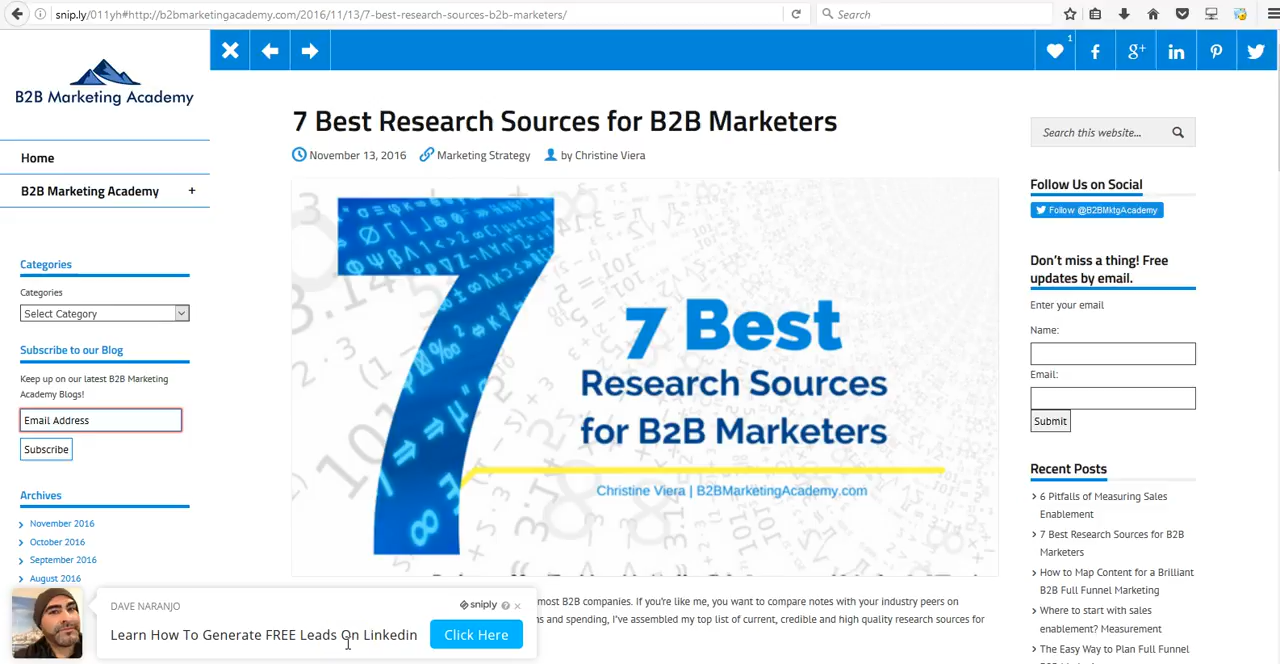 snip.ly/011yh#http://b2bmarketingacademy.com/2016/11/13/7-best-research-sources-b2b-marketers/
Search
B2B Marketing Academy
Home
B2B Marketing Academy +
Categories
Categories
Select Category
Subscribe to our Blog
Keep up on our latest B2B Marketing
Academy Blogs!
Email Address
Subscribe
Archives
November 2016
October 2016
September 2016
August 2016
1
7 Best Research Sources for B2B Marketers
November 13, 2016 Marketing Strategy by Christine Viera
7 Best
Research Sources
for B2B Marketers
Christine Viera | B2BMarketingAcademy.com
most B2B companies. If you're like me, you want to compare notes with your industry peers on
ns and spending, I've assembled my top list of current, credible and high quality research sources for
Search this website...
Follow Us on Social
Follow @B2BMktgAcademy
Don't miss a thing! Free
updates by email.
Enter your email
Name:
Email:
Submit
Recent Posts
6 Pitfalls of Measuring Sales
Enablement
7 Best Research Sources for B2B
Marketers
How to Map Content for a Brilliant
B2B Full Funnel Marketing
Where to start with sales
enablement? Measurement
The Easy Way to Plan Full Funnel
DAVE NARANJO
sniply
Learn How To Generate FREE Leads On Linkedin
Click Here